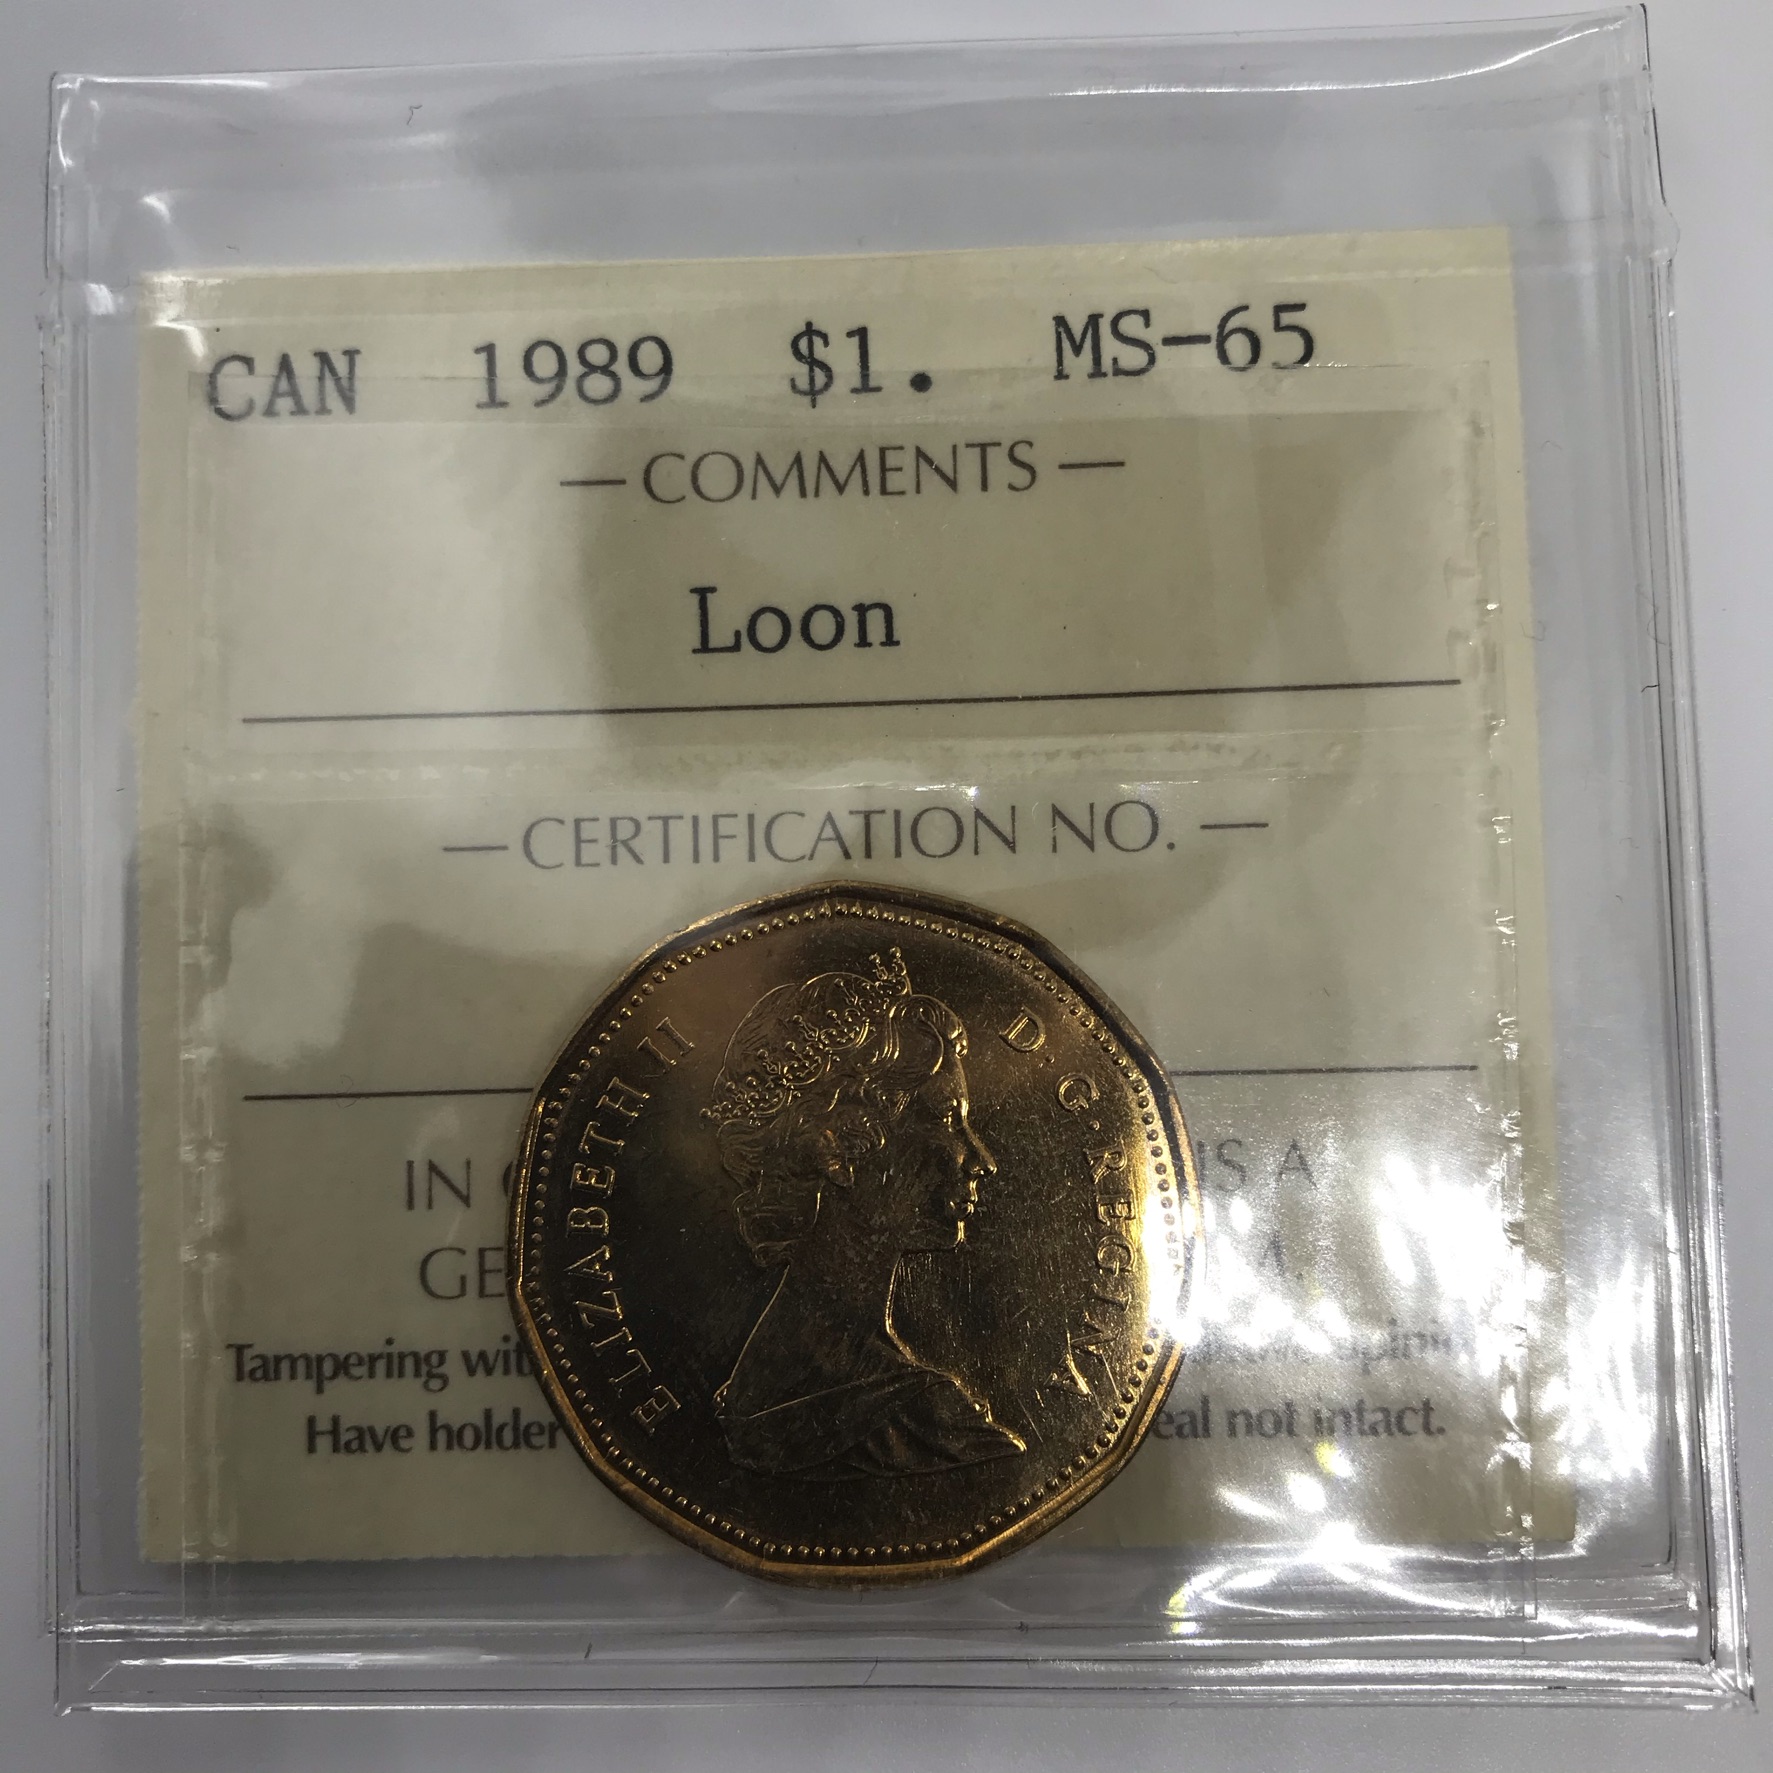 CAN 1989 $1. MS-65
— COMMENTS —
Loon
— CERTIFICATION NO. —
IN
IS A
GE
Tampering wit
Have holder
eal not intact.
ELIZABETH II D·G·REGINA